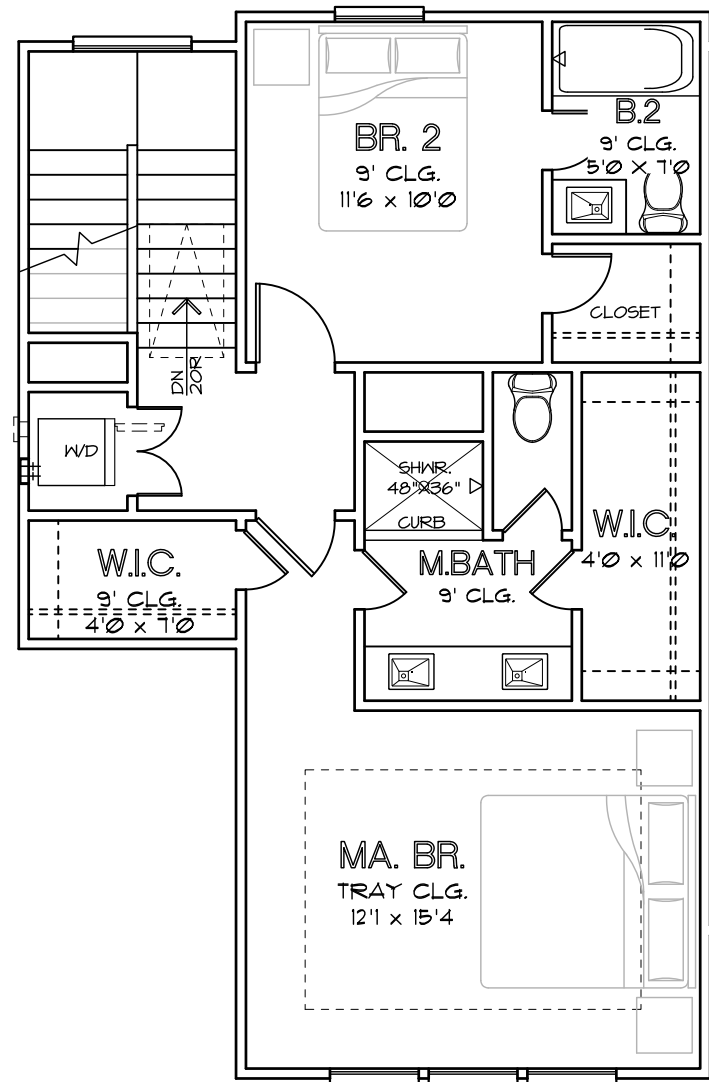 BR. 2
9' CLG.
11'6 x 10'0
B.2
9' CLG.
5'0 x 7'0
CLOSET
DN
20R
W/D
SHWR.
48"x36"
CURB
W.I.C.
4'0 x 11'0
W.I.C.
9' CLG.
4'0 x 7'0
M.BATH
9' CLG.
MA. BR.
TRAY CLG.
12'1 x 15'4